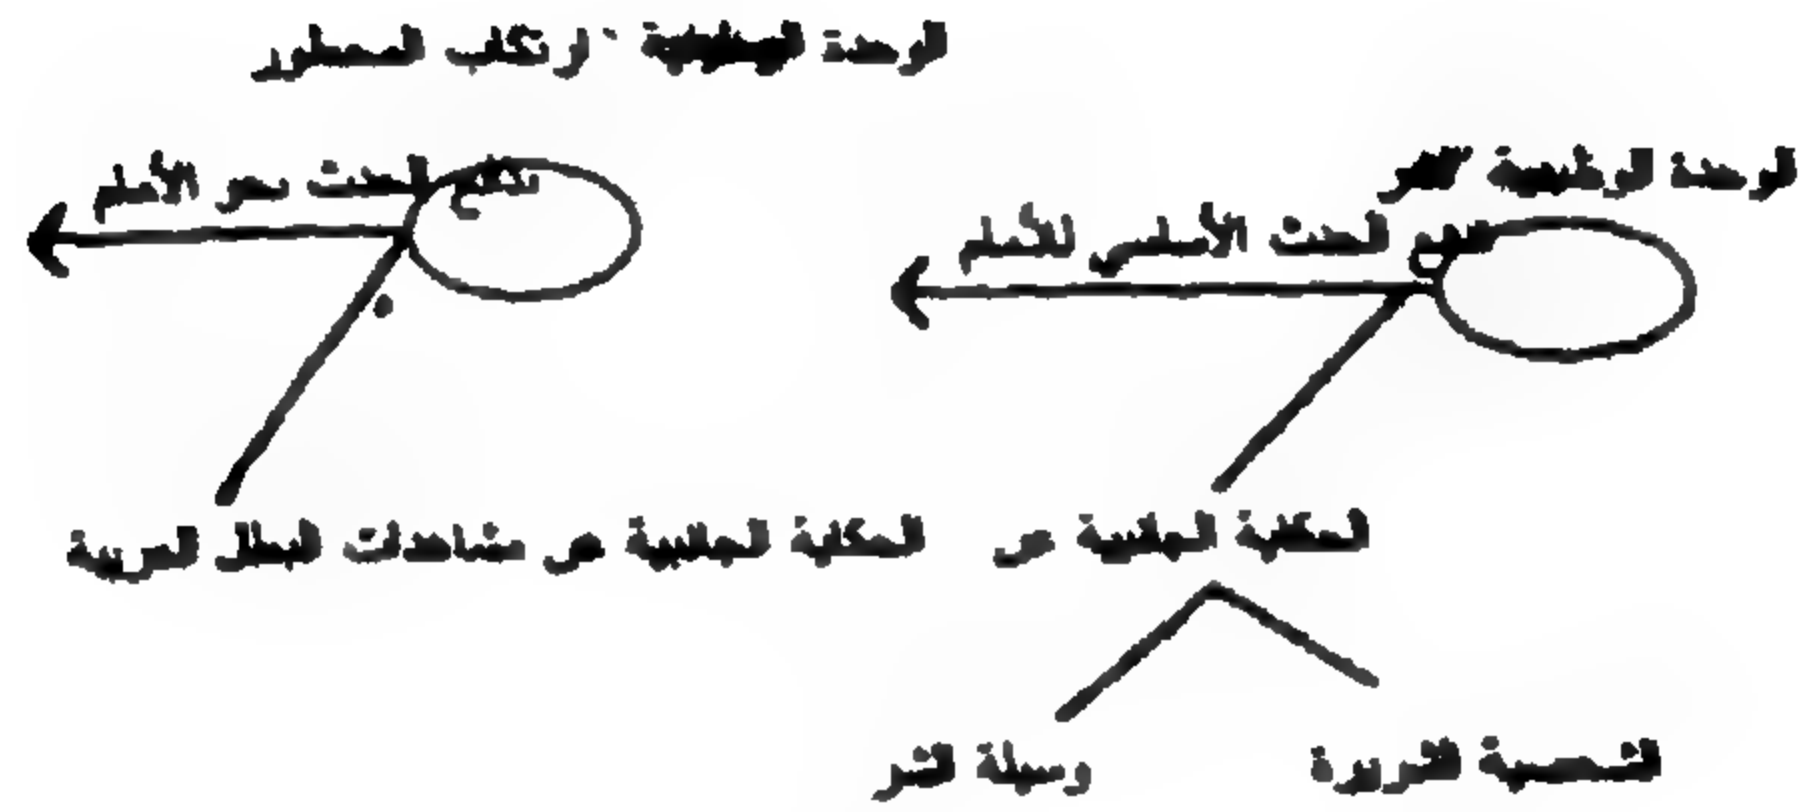 الوحدة الوظيفية ارتكاب المحظور
الوحدة الوظيفية الشر
الحدث الأساسي للأمام
الحدث نحو الأمام
الحكاية الجانبية عن
الحكاية الجانبية عن مشاهدات البطل الغريبة
الشخصية الشريرة
وسيلة الشر